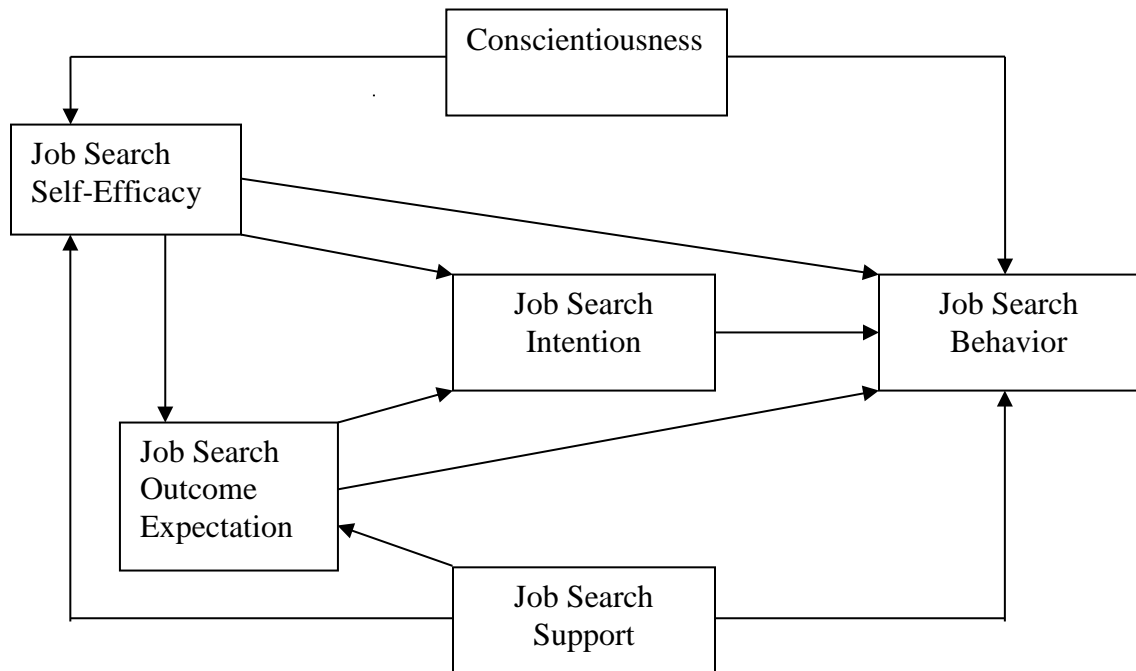 Conscientiousness
Job Search
Self-Efficacy
Job Search
Intention
Job Search
Behavior
Job Search
Outcome
Expectation
Job Search
Support